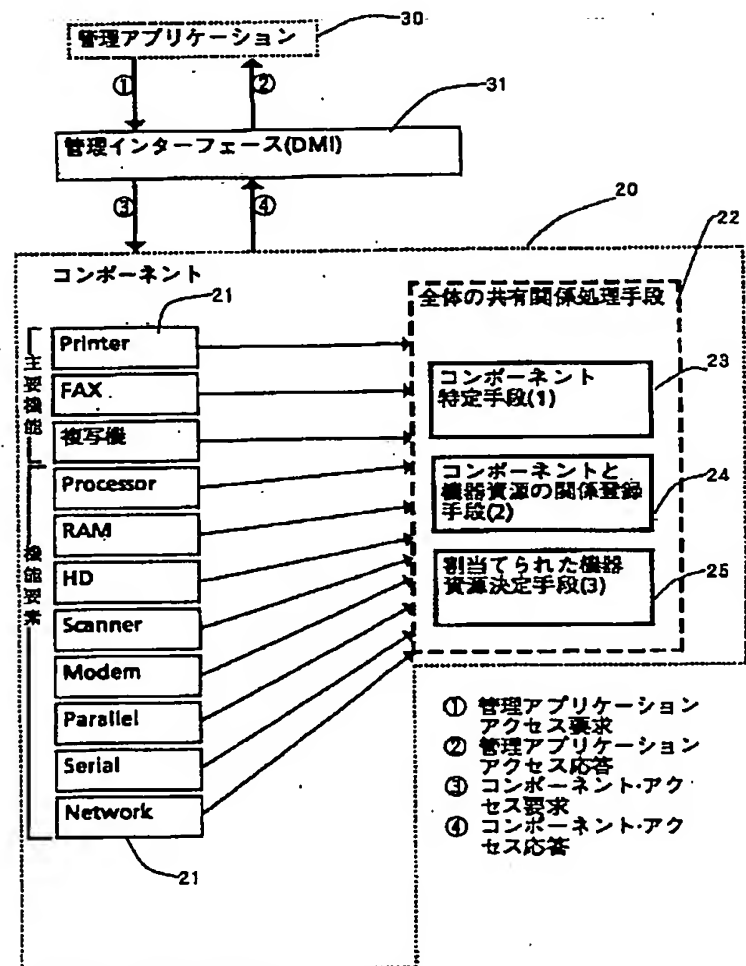 管理アプリケーション
30
① ②
31
管理インターフェース(DMI)
③ ④
20
22
コンポーネント
21
全体の共有関係処理手段
主要機能
Printer
FAX
複写機
コンポーネント
特定手段(1)
23
機能要素
Processor
RAM
HD
Scanner
Modem
Parallel
Serial
Network
コンポーネントと
機器資源の関係登録
手段(2)
24
割当てられた機器
資源決定手段(3)
25
21
① 管理アプリケーション
アクセス要求
② 管理アプリケーション
アクセス応答
③ コンポーネント・アク
セス要求
④ コンポーネント・アク
セス応答